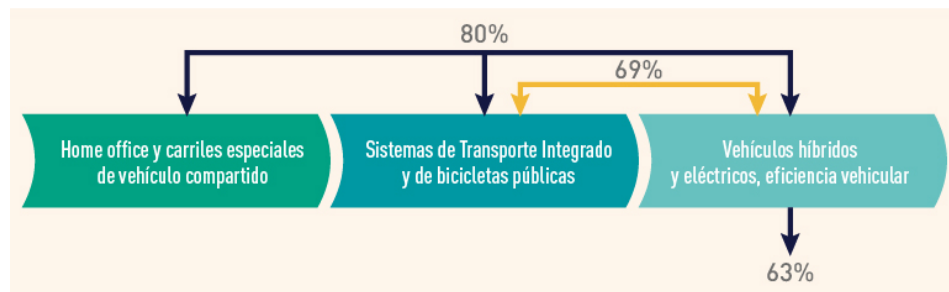 80%
69%
Home office y carriles especiales
de vehículo compartido
Sistemas de Transporte Integrado
y de bicicletas públicas
Vehículos híbridos
y eléctricos, eficiencia vehicular
63%